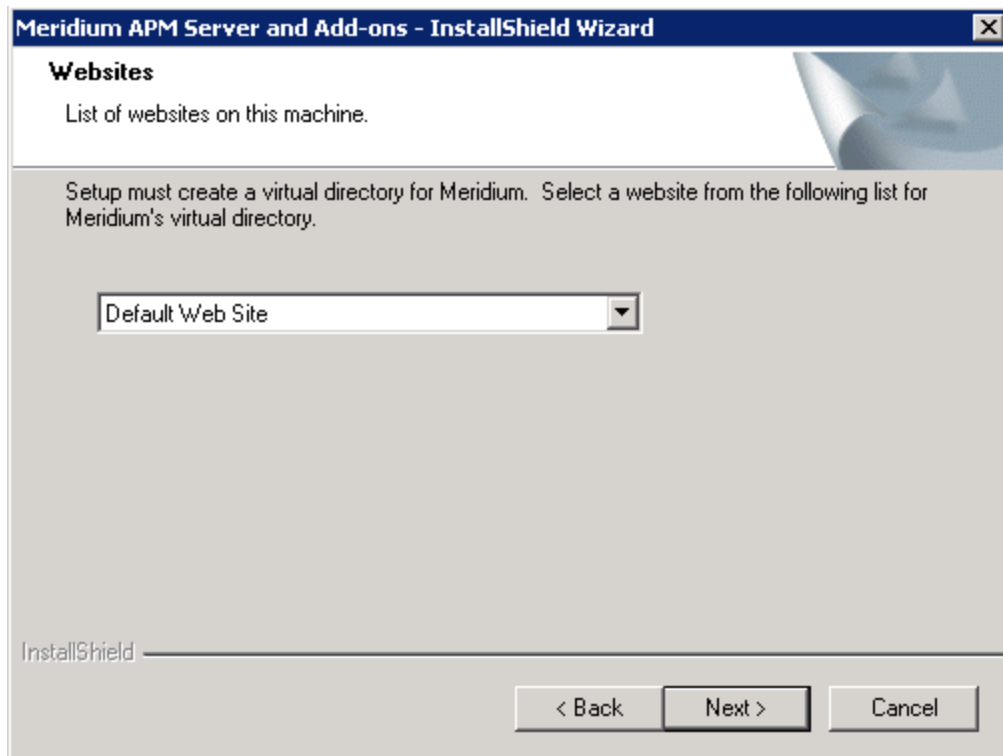 Meridium APM Server and Add-ons - InstallShield Wizard
Websites
List of websites on this machine.
Setup must create a virtual directory for Meridium.  Select a website from the following list for
Meridium's virtual directory.
Default Web Site
InstallShield
< Back
Next >
Cancel